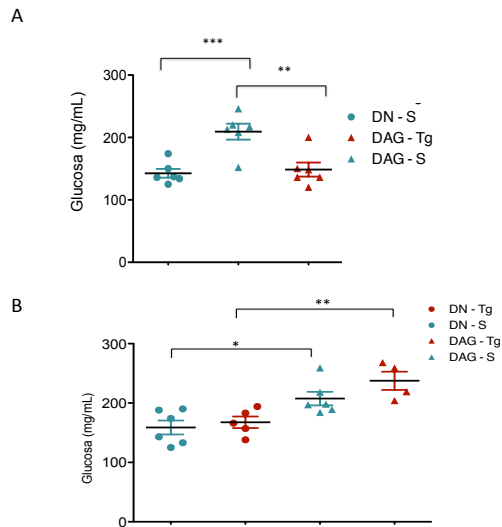 A
***
**
300
200
100
0
Glucosa (mg/mL)
DN - S
DAG - Tg
DAG - S
B
**
*
300
200
100
0
Glucosa (mg/mL)
DN - Tg
DN - S
DAG - Tg
DAG - S